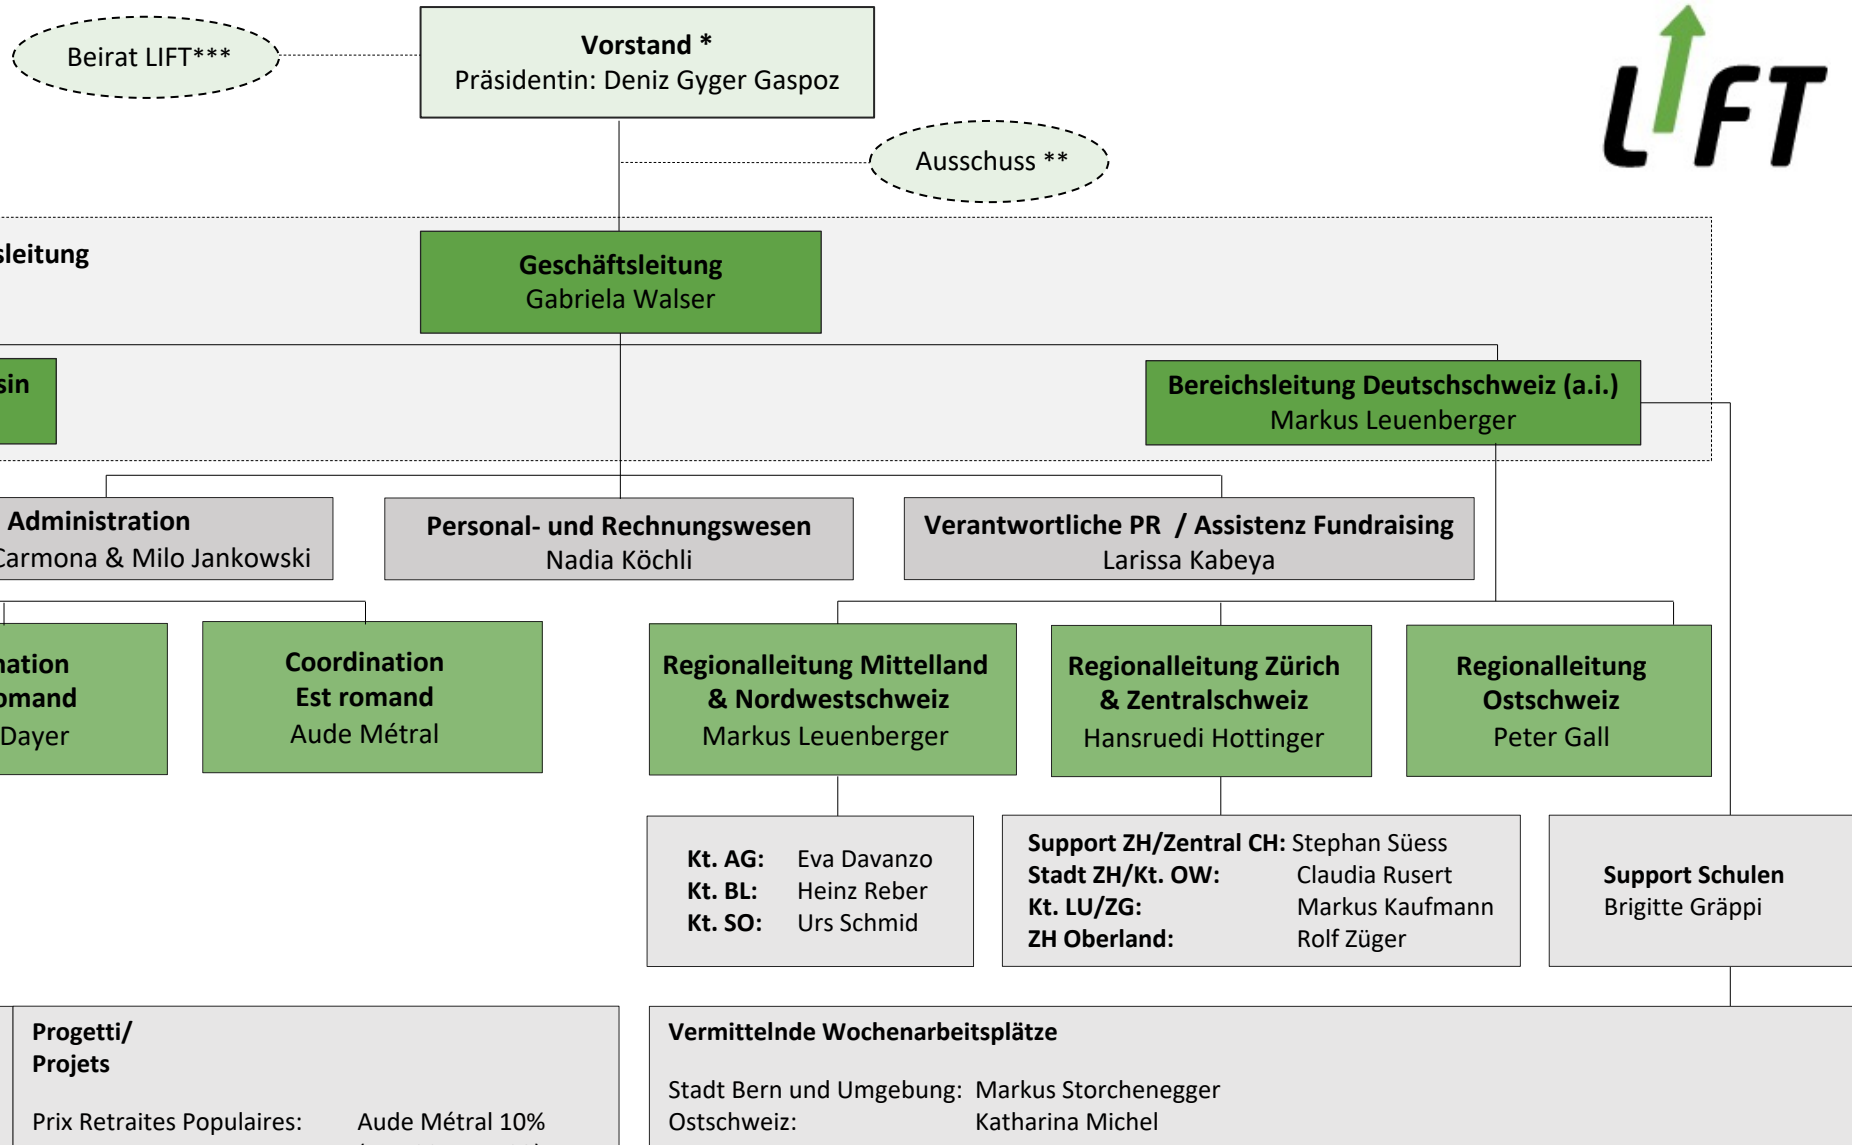 Beirat LIFT***
Vorstand *
Präsidentin: Deniz Gyger Gaspoz
LIFT
Ausschuss **
sleitung
Geschäftsleitung
Gabriela Walser
sin
Bereichsleitung Deutschschweiz (a.i.)
Markus Leuenberger
Administration
Carmona & Milo Jankowski
Personal- und Rechnungswesen
Nadia Köchli
Verantwortliche PR / Assistenz Fundraising
Larissa Kabeya
nation
omand
Dayer
Coordination
Est romand
Aude Métral
Regionalleitung Mittelland
& Nordwestschweiz
Markus Leuenberger
Regionalleitung Zürich
& Zentralschweiz
Hansruedi Hottinger
Regionalleitung
Ostschweiz
Peter Gall
Kt. AG: Eva Davanzo
Kt. BL: Heinz Reber
Kt. SO: Urs Schmid
Support ZH/Zentral CH: Stephan Süess
Stadt ZH/Kt. OW: Claudia Rusert
Kt. LU/ZG: Markus Kaufmann
ZH Oberland: Rolf Züger
Support Schulen
Brigitte Gräppi
Progetti/
Projets
Prix Retraites Populaires: Aude Métral 10%
Vermittelnde Wochenarbeitsplätze
Stadt Bern und Umgebung: Markus Storchenegger
Ostschweiz: Katharina Michel